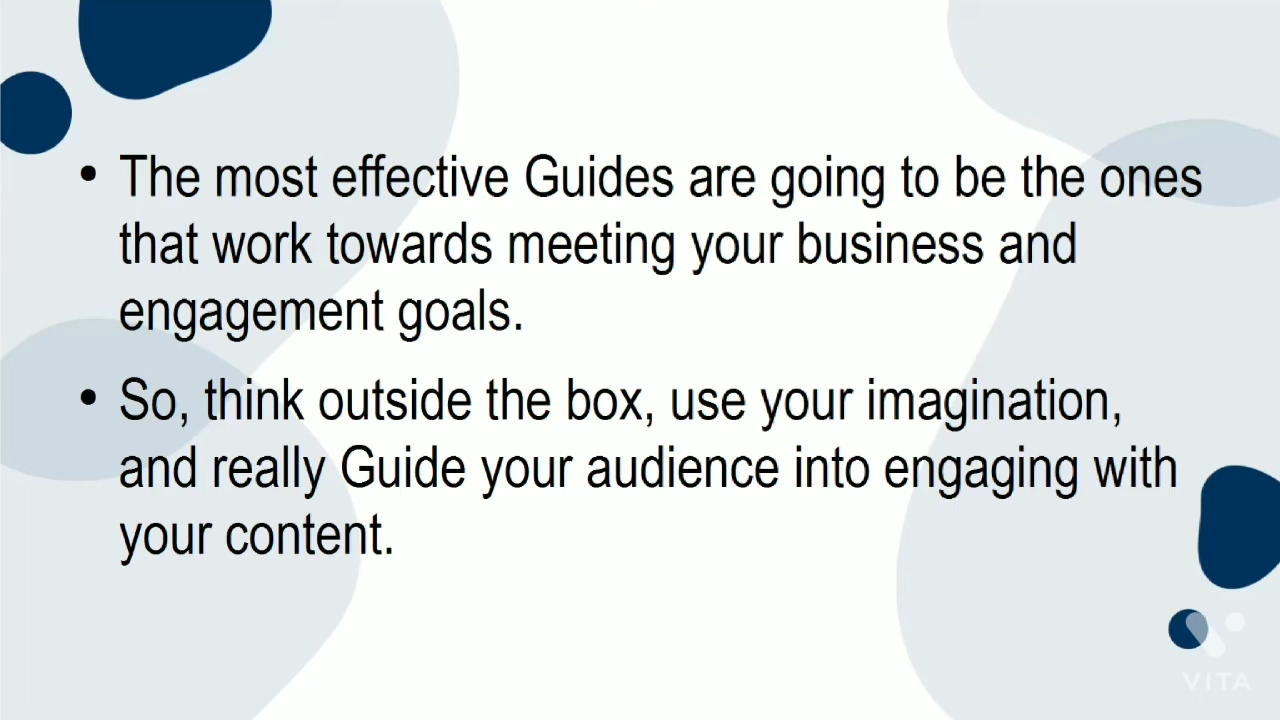 • The most effective Guides are going to be the ones
that work towards meeting your business and
engagement goals.
• So, think outside the box, use your imagination,
and really Guide your audience into engaging with
your content.
VITA